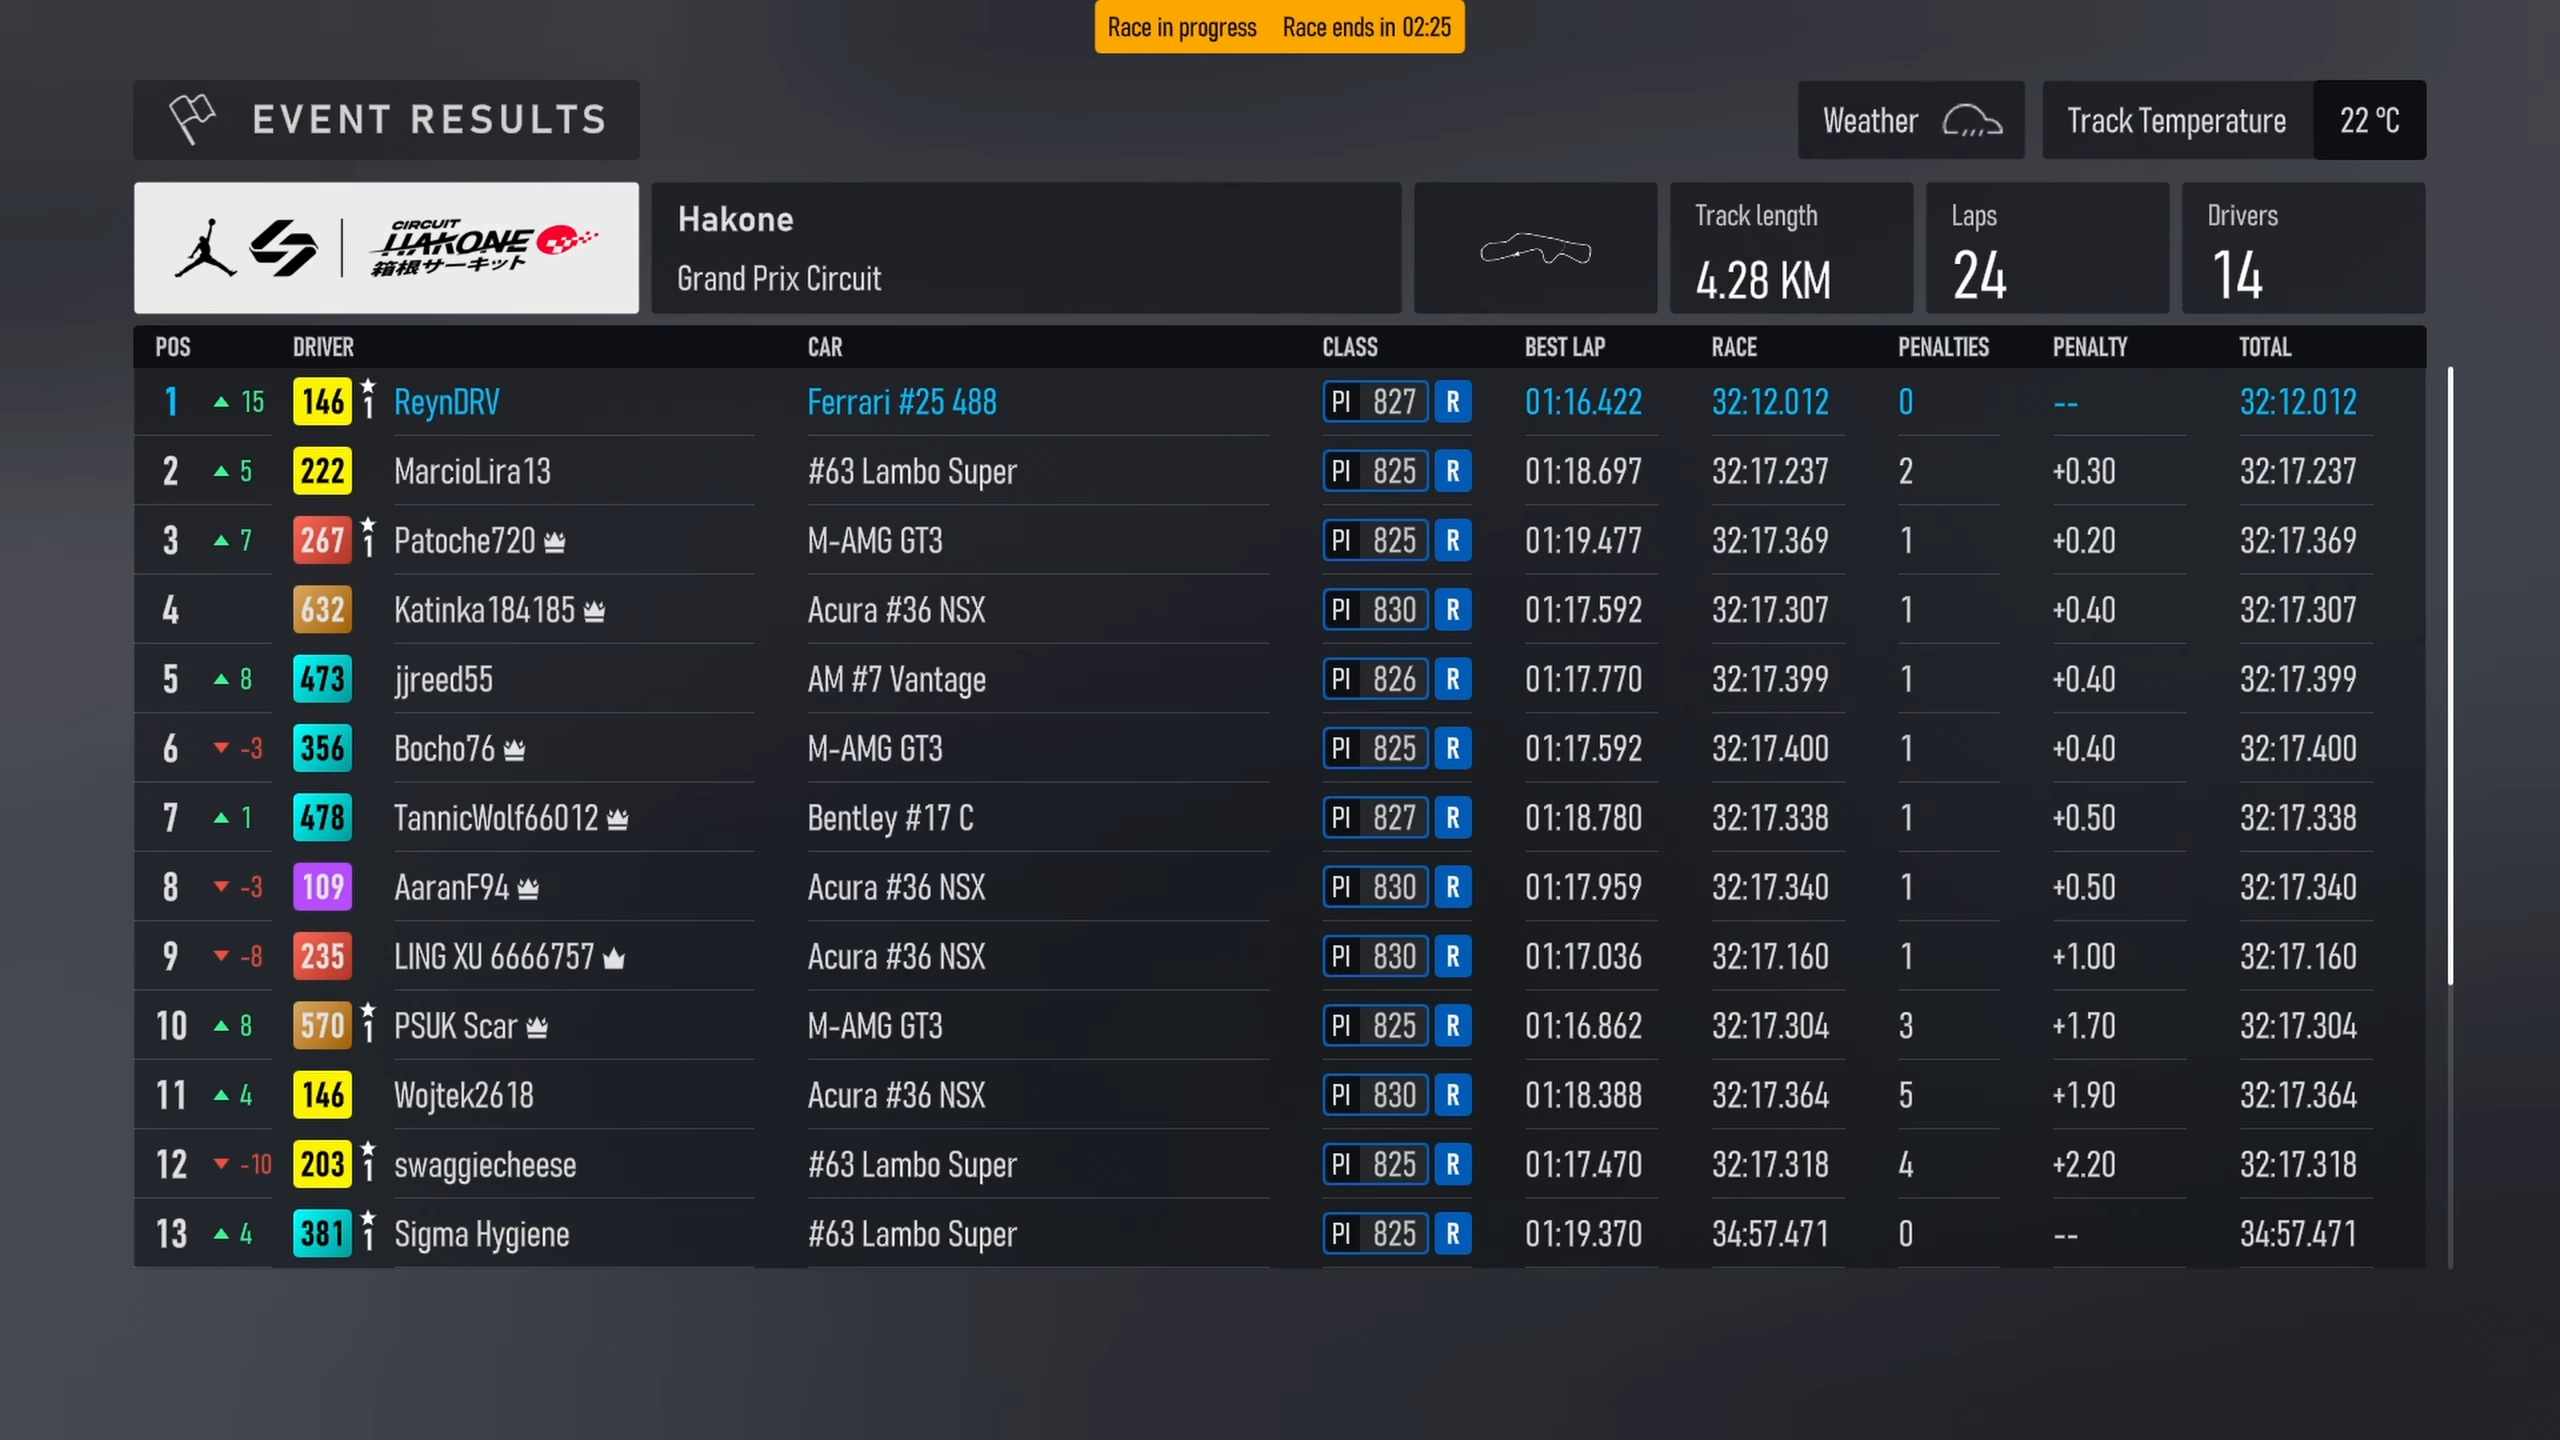 Race in progress Race ends in 02:25
EVENT RESULTS
Weather Track Temperature 22 °C
CIRCUIT
HAKONE
箱根サーキット
Hakone
Grand Prix Circuit
Track length
4.28 KM
Laps
24
Drivers
14
POS DRIVER CAR CLASS BEST LAP RACE PENALTIES PENALTY TOTAL
1 ▲ 15 146 ★ 1 ReynDRV Ferrari #25 488 PI 827 R 01:16.422 32:12.012 0 -- 32:12.012
2 ▲ 5 222 MarcioLira13 #63 Lambo Super PI 825 R 01:18.697 32:17.237 2 +0.30 32:17.237
3 ▲ 7 267 ★ 1 Patoche720 M-AMG GT3 PI 825 R 01:19.477 32:17.369 1 +0.20 32:17.369
4 632 Katinka184185 Acura #36 NSX PI 830 R 01:17.592 32:17.307 1 +0.40 32:17.307
5 ▲ 8 473 jjreed55 AM #7 Vantage PI 826 R 01:17.770 32:17.399 1 +0.40 32:17.399
6 ▼ -3 356 Bocho76 M-AMG GT3 PI 825 R 01:17.592 32:17.400 1 +0.40 32:17.400
7 ▲ 1 478 TannicWolf66012 Bentley #17 C PI 827 R 01:18.780 32:17.338 1 +0.50 32:17.338
8 ▼ -3 109 AaranF94 Acura #36 NSX PI 830 R 01:17.959 32:17.340 1 +0.50 32:17.340
9 ▼ -8 235 LING XU 6666757 Acura #36 NSX PI 830 R 01:17.036 32:17.160 1 +1.00 32:17.160
10 ▲ 8 570 ★ 1 PSUK Scar M-AMG GT3 PI 825 R 01:16.862 32:17.304 3 +1.70 32:17.304
11 ▲ 4 146 Wojtek2618 Acura #36 NSX PI 830 R 01:18.388 32:17.364 5 +1.90 32:17.364
12 ▼ -10 203 ★ 1 swaggiecheese #63 Lambo Super PI 825 R 01:17.470 32:17.318 4 +2.20 32:17.318
13 ▲ 4 381 ★ 1 Sigma Hygiene #63 Lambo Super PI 825 R 01:19.370 34:57.471 0 -- 34:57.471